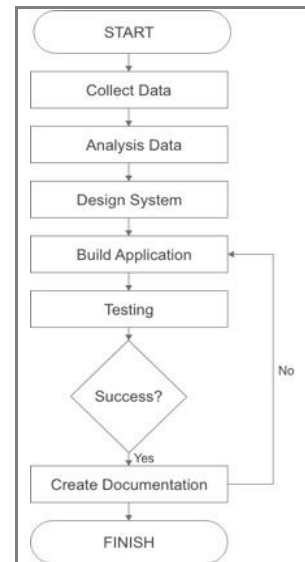 START
Collect Data
Analysis Data
Design System
Build Application
Testing
Success?
No
Yes
Create Documentation
FINISH